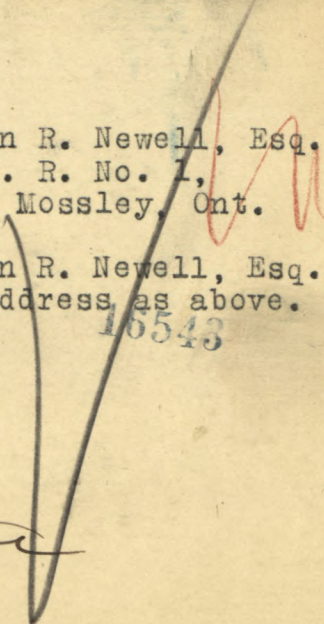 n R. Newell, Esq.
. R. No. 1,
Mossley, Ont.
n R. Newell, Esq.
ddress as above.
16543